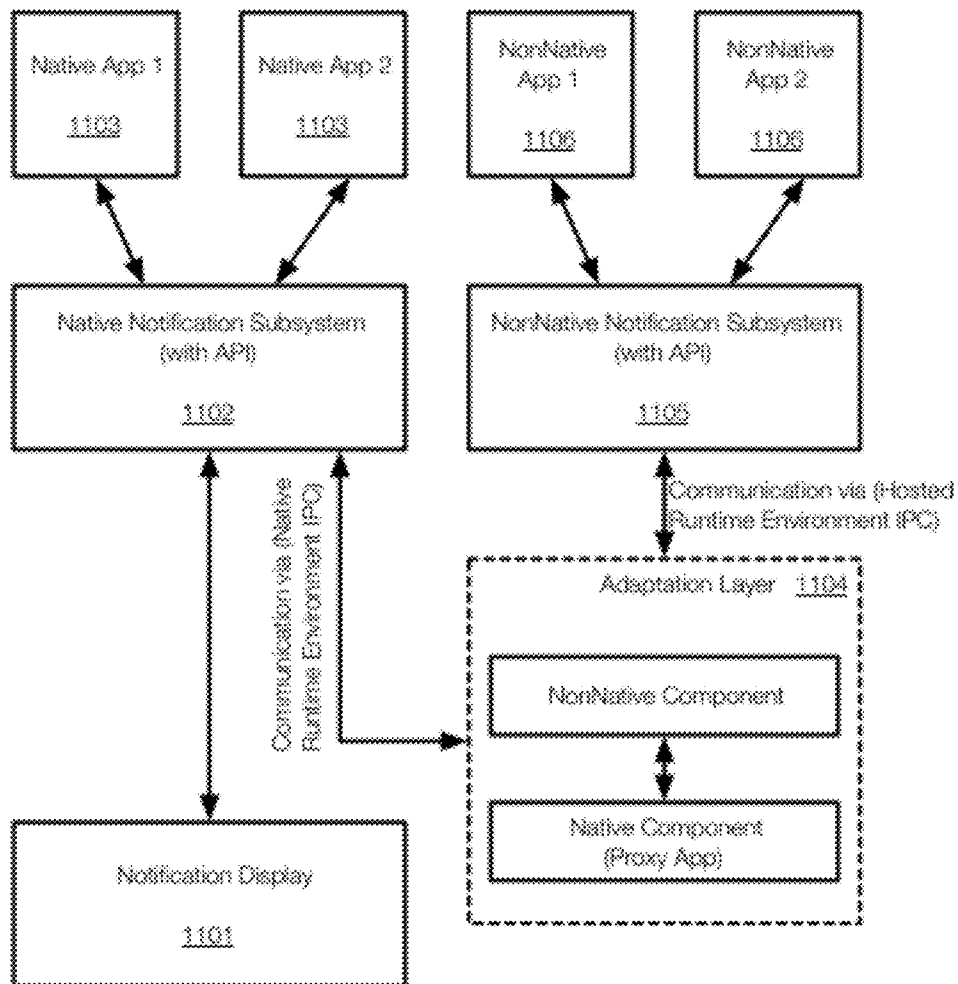 Native App 1
1103
Native App 2
1103
NonNative
App 1
1106
NonNative
App 2
1106
Native Notification Subsystem
(with API)
1102
NonNative Notification Subsystem
(with API)
1105
Communication via (Native
Runtime Environment IPC)
Communication via (Hosted
Runtime Environment IPC)
Adaptation Layer 1104
NonNative Component
Native Component
(Proxy App)
Notification Display
1101